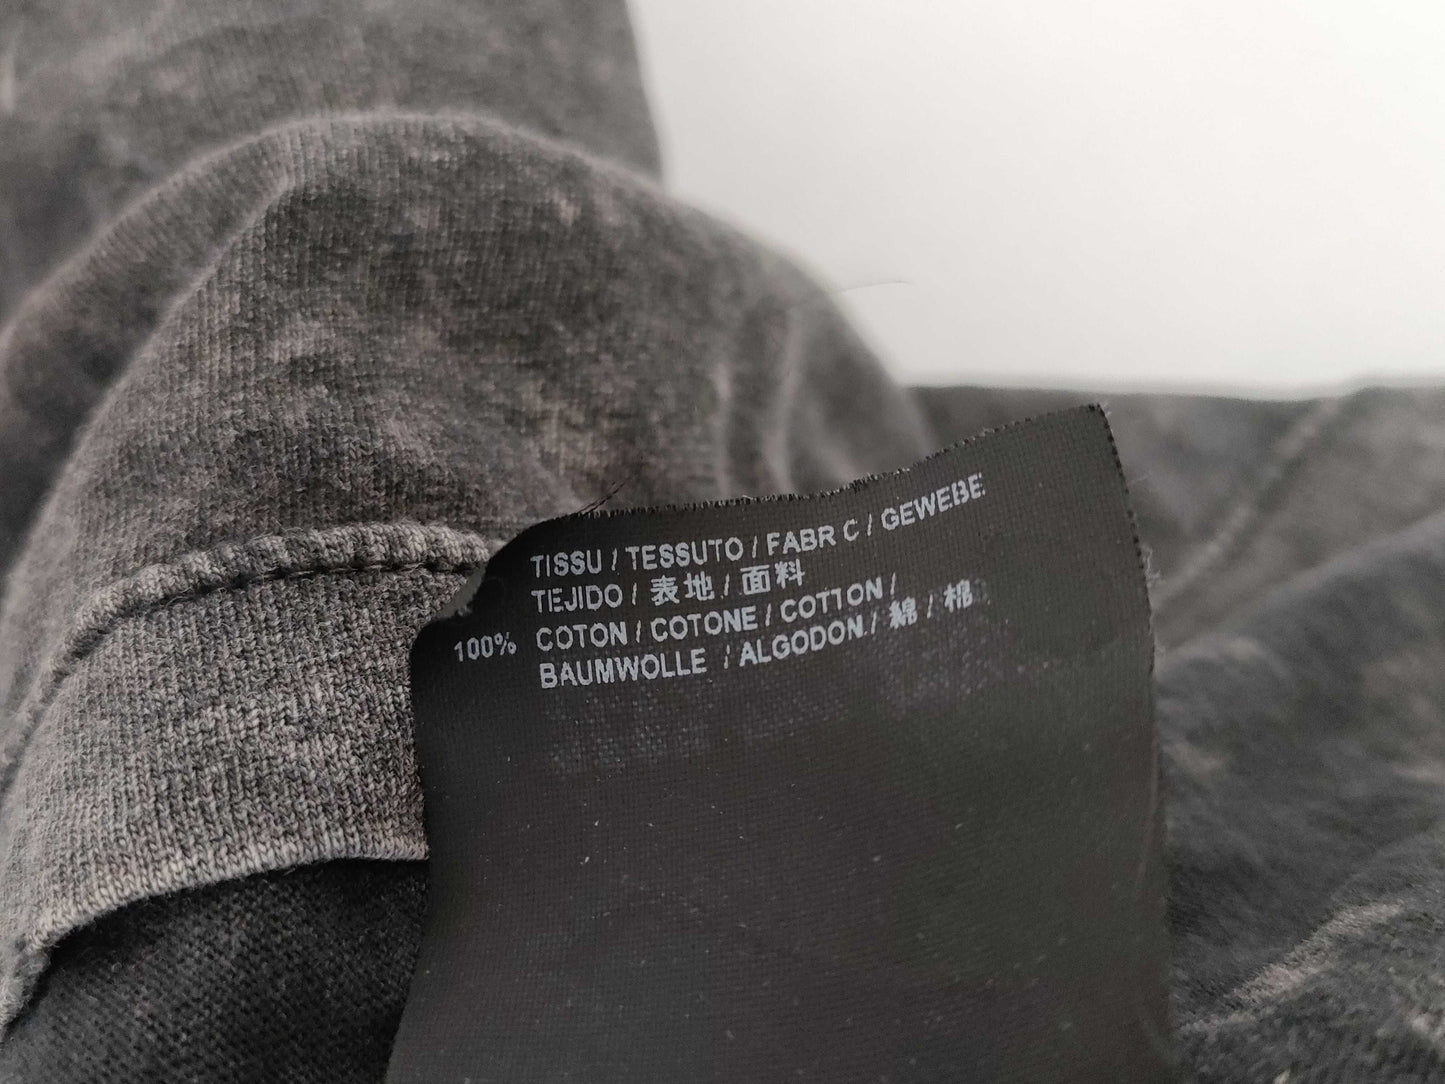 TISSU / TESSUTO / FABR C / GEWEBE
TEJIDO / 表地 / 面料
100% COTON / COTONE / COTTON /
BAUMWOLLE / ALGODON / 綿 / 棉